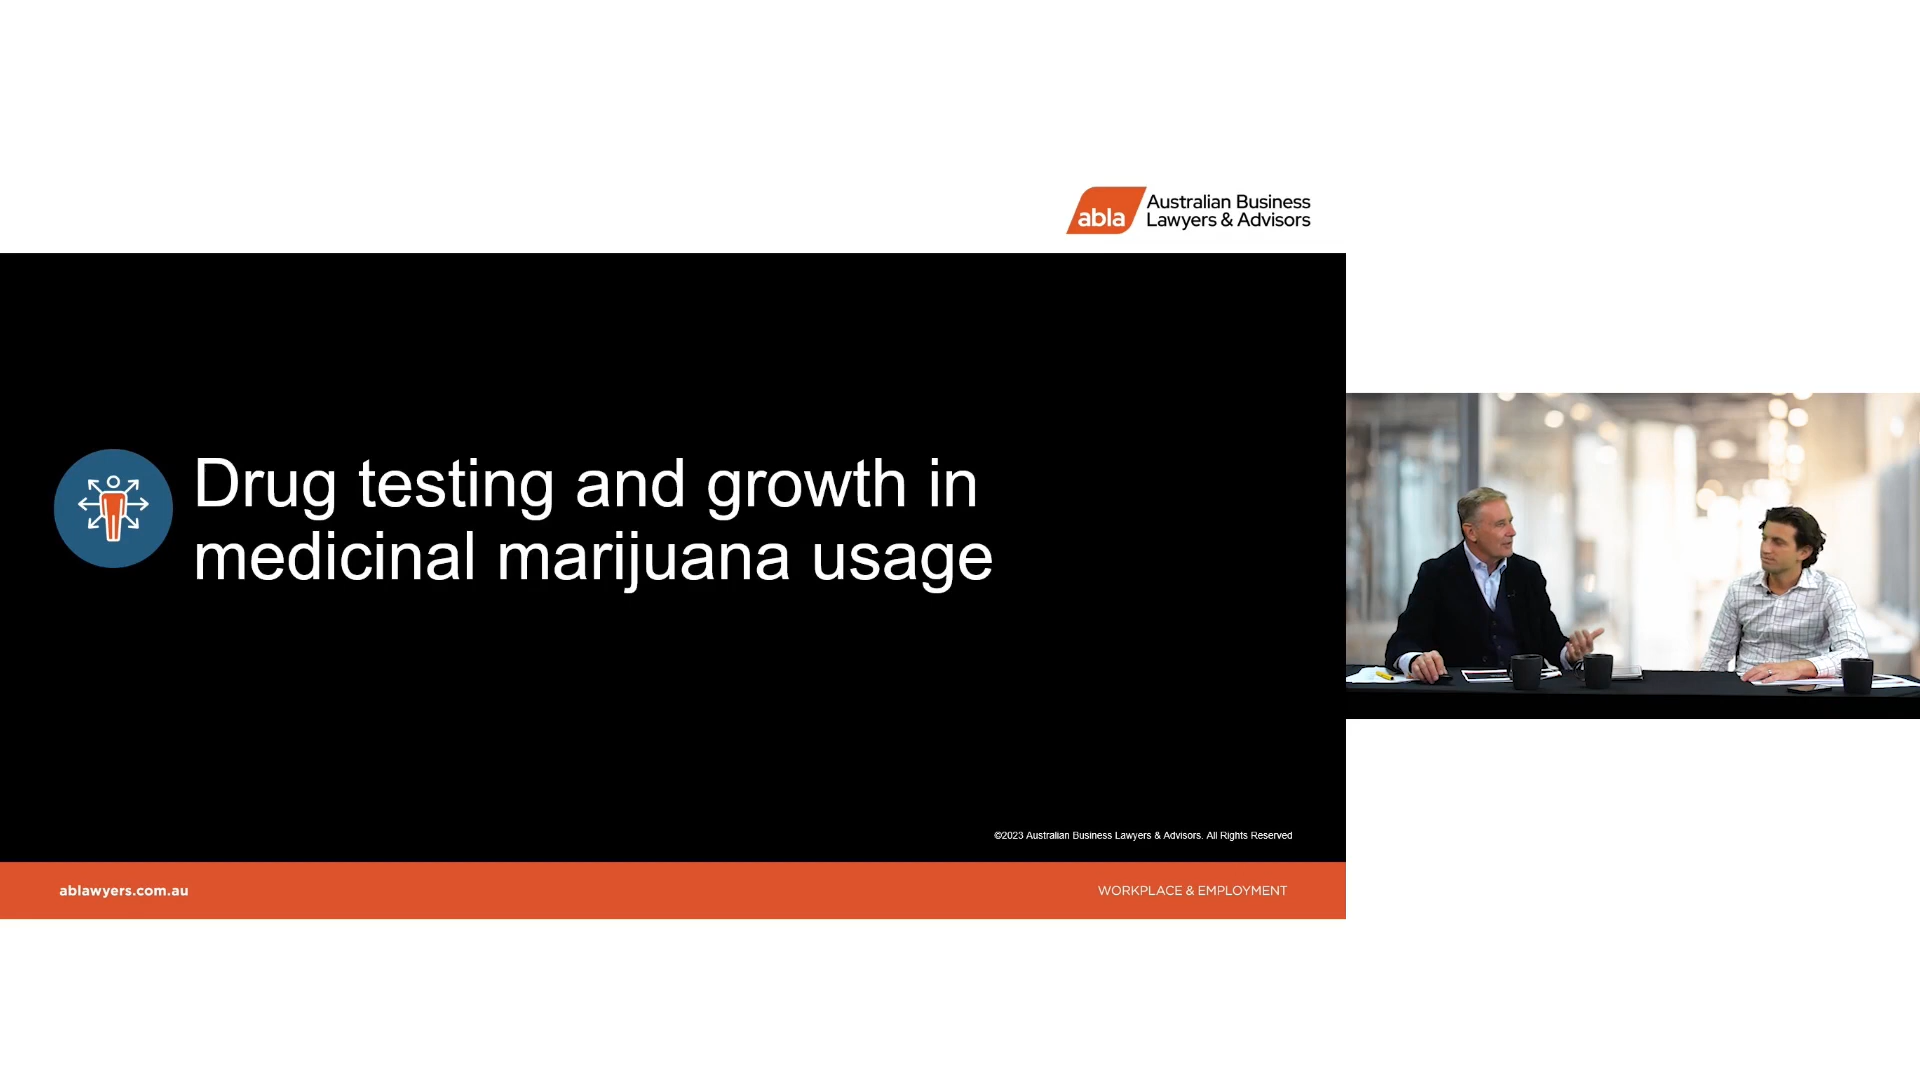 abla
Australian Business
Lawyers & Advisors
Drug testing and growth in
medicinal marijuana usage
©2023 Australian Business Lawyers & Advisors. All Rights Reserved
ablawyers.com.au
WORKPLACE & EMPLOYMENT